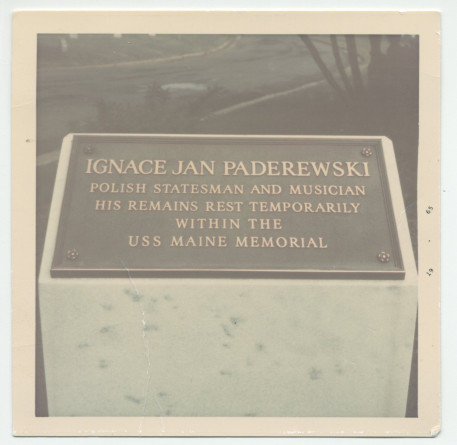 IGNACE JAN PADEREWSKI
POLISH STATESMAN AND MUSICIAN
HIS REMAINS REST TEMPORARILY
WITHIN THE
USS MAINE MEMORIAL